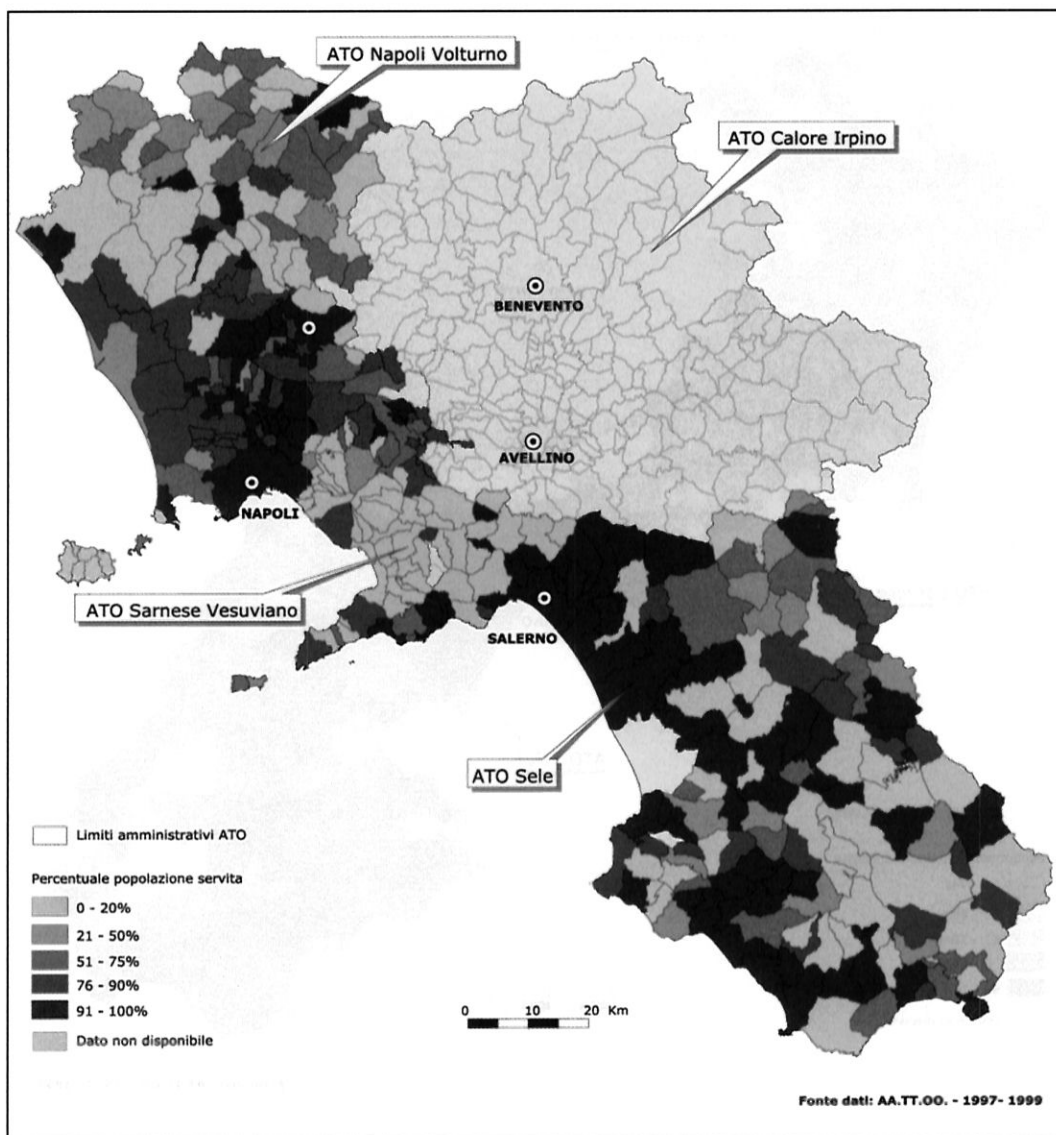 ATO Napoli Volturno
ATO Calore Irpino
BENEVENTO
AVELLINO
NAPOLI
ATO Sarnese Vesuviano
SALERNO
ATO Sele
Limiti amministrativi ATO
Percentuale popolazione servita
0 - 20%
21 - 50%
51 - 75%
76 - 90%
91 - 100%
Dato non disponibile
0 10 20 Km
Fonte dati: AA.TT.OO. - 1997- 1999